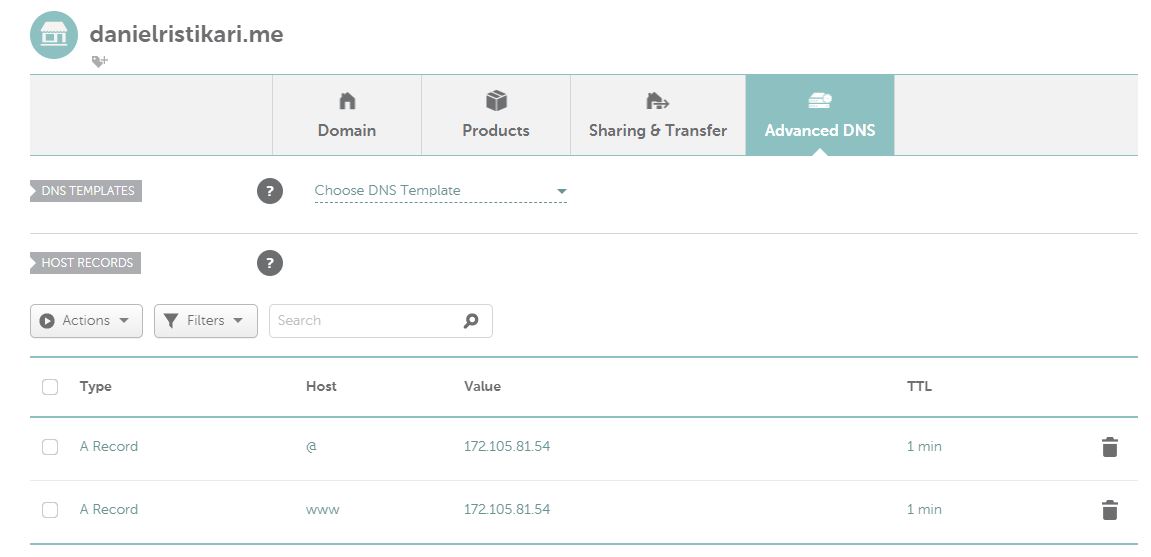 danielristikari.me
Domain
Products
Sharing & Transfer
Advanced DNS
DNS TEMPLATES
?
Choose DNS Template
HOST RECORDS
?
Actions
Filters
Search
Type Host Value TTL
A Record @ 172.105.81.54 1 min
A Record www 172.105.81.54 1 min